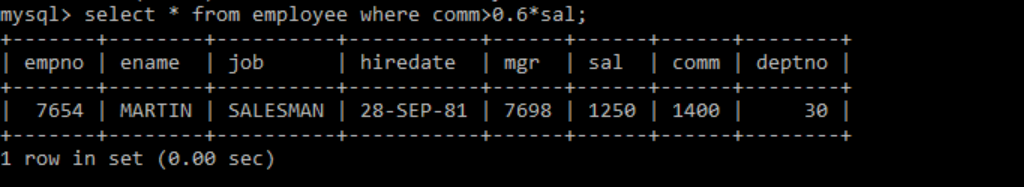 mysql> select * from employee where comm>0.6*sal;
+-------+--------+----------+-----------+------+------+------+--------+
| empno | ename  | job      | hiredate  | mgr  | sal  | comm | deptno |
+-------+--------+----------+-----------+------+------+------+--------+
|  7654 | MARTIN | SALESMAN | 28-SEP-81 | 7698 | 1250 | 1400 |     30 |
+-------+--------+----------+-----------+------+------+------+--------+
1 row in set (0.00 sec)